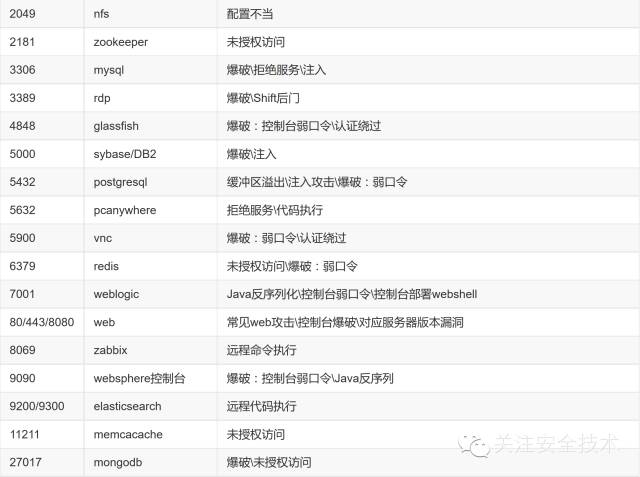 2049 nfs 配置不当
2181 zookeeper 未授权访问
3306 mysql 爆破\拒绝服务\注入
3389 rdp 爆破\Shift后门
4848 glassfish 爆破：控制台弱口令\认证绕过
5000 sybase/DB2 爆破\注入
5432 postgresql 缓冲区溢出\注入攻击\爆破：弱口令
5632 pcanywhere 拒绝服务\代码执行
5900 vnc 爆破：弱口令\认证绕过
6379 redis 未授权访问\爆破：弱口令
7001 weblogic Java反序列化\控制台弱口令\控制台部署webshell
80/443/8080 web 常见web攻击\控制台爆破\对应服务器版本漏洞
8069 zabbix 远程命令执行
9090 websphere控制台 爆破：控制台弱口令\Java反序列
9200/9300 elasticsearch 远程代码执行
11211 memcacache 未授权访问
27017 mongodb 爆破\未授权访问
关注安全技术